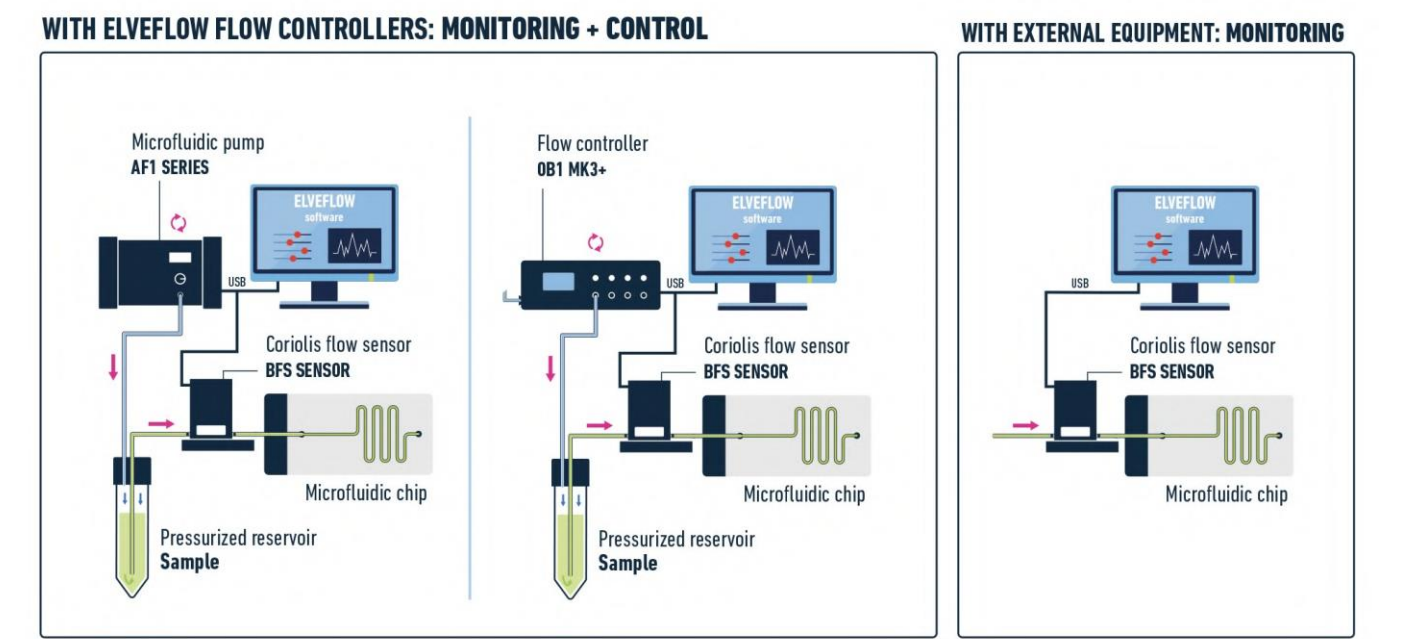 WITH ELVEFLOW FLOW CONTROLLERS: MONITORING + CONTROL
Microfluidic pump
AF1 SERIES
ELVEFLOW
software
USB
Coriolis flow sensor
BFS SENSOR
Microfluidic chip
Pressurized reservoir
Sample
Flow controller
OB1 MK3+
ELVEFLOW
software
USB
Coriolis flow sensor
BFS SENSOR
Microfluidic chip
Pressurized reservoir
Sample
WITH EXTERNAL EQUIPMENT: MONITORING
ELVEFLOW
software
USB
Coriolis flow sensor
BFS SENSOR
Microfluidic chip